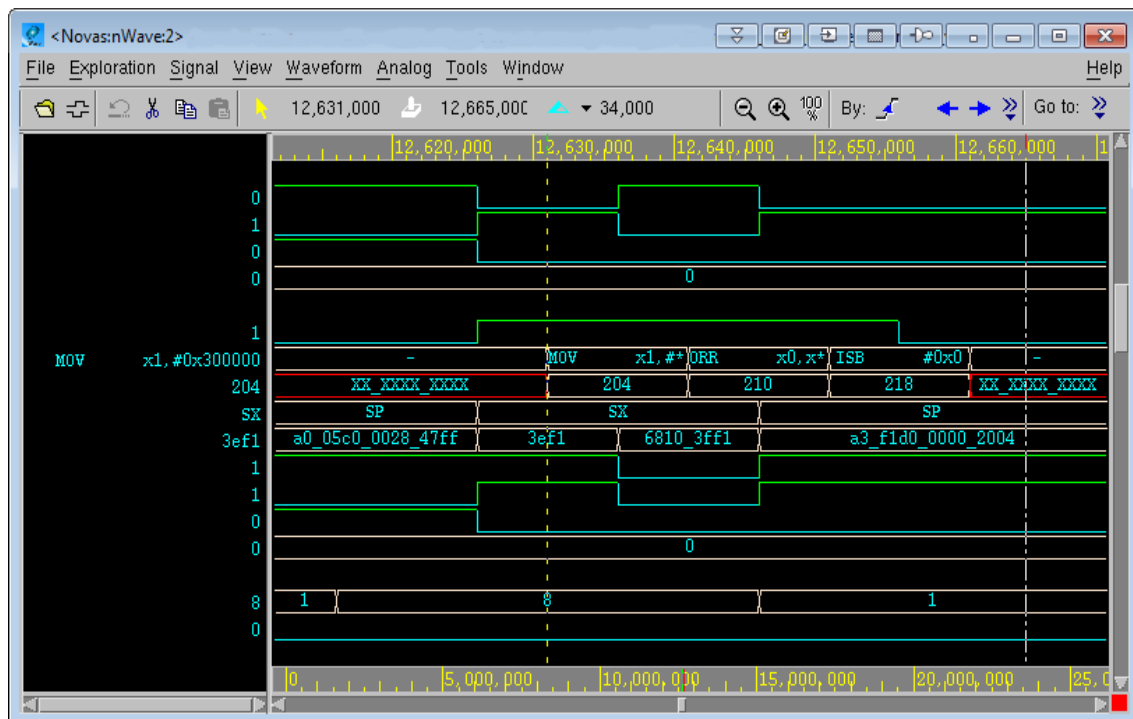 <Novas:nWave:2>
File Exploration Signal View Waveform Analog Tools Window Help
12,631,000 12,665,000 34,000 100 % By: Go to:
12,620,000 12,630,000 12,640,000 12,650,000 12,660,000 1
0
1
0
0 0
1
MOV x1,#0x300000 - MOV x1,#* ORR x0,x* ISB #0x0 -
204 XX_XXXX_XXXX 204 210 218 XX_XXXX_XXXX
SX SP SX SP
3ef1 a0_05c0_0028_47ff 3ef1 6810_3ff1 a3_f1d0_0000_2004
1
1
0
0 0
8 1 8 1
0
0 5,000,000 10,000,000 15,000,000 20,000,000 25,0